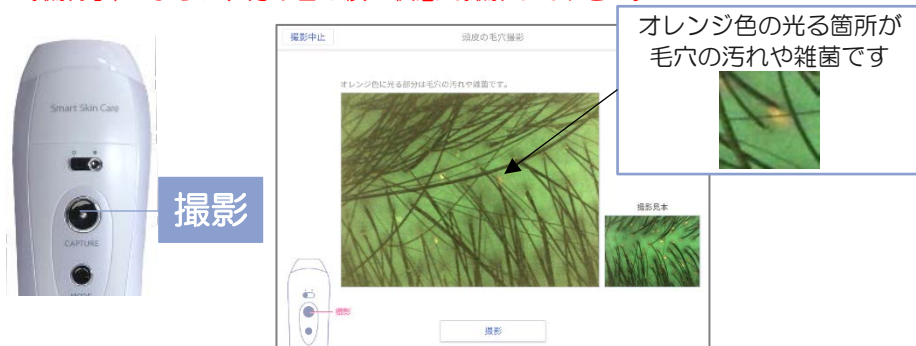 撮影中止
頭皮の毛穴撮影
オレンジ色の光る箇所が
毛穴の汚れや雑菌です
オレンジ色に光る部分は毛穴の汚れや雑菌です。
Smart Skin Care
撮影
CAPTURE
撮影見本
撮影
撮影